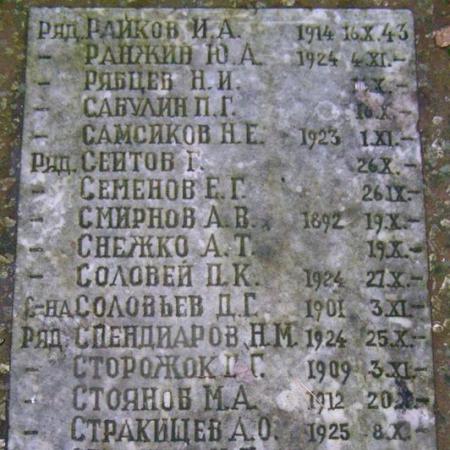 Ряд. РАЙКОВ И.А. 1914 16.X.43
- РАНЖИН Ю.А. 1924 4.XI.-
- РЯБЦЕВ Н.И. X.-
- САБУЛИН П.Г. X.-
- САМСИКОВ Н.Е. 1923 1.XI.-
Ряд. СЕИТОВ Г. 26.X.-
- СЕМЕНОВ Е.Г. 26.IX.-
- СМИРНОВ А.В. 1892 19.X.-
- СНЕЖКО А.Т. 19.X.-
- СОЛОВЕЙ П.К. 1924 27.X.-
С-на СОЛОВЬЕВ Д.Г. 1901 3.XI.-
Ряд. СПЕНДИАРОВ Н.М. 1924 25.X.-
- СТОРОЖОК Г. 1909 3.XI.-
- СТОЯНОВ М.А. 1912 20.X.-
- СТРАКИЦЕВ А.О. 1925 8.X.-